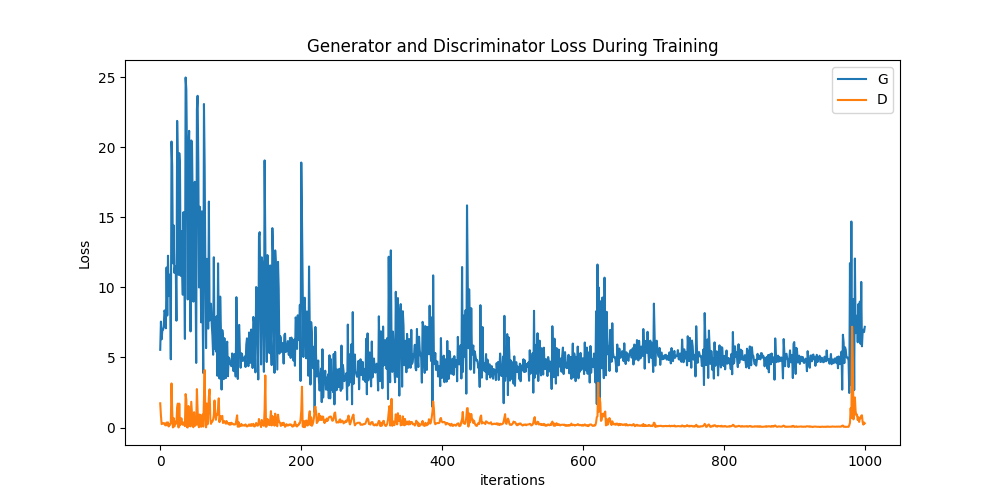 Generator and Discriminator Loss During Training
G
D
25
20
15
10
5
0
Loss
0 200 400 600 800 1000
iterations